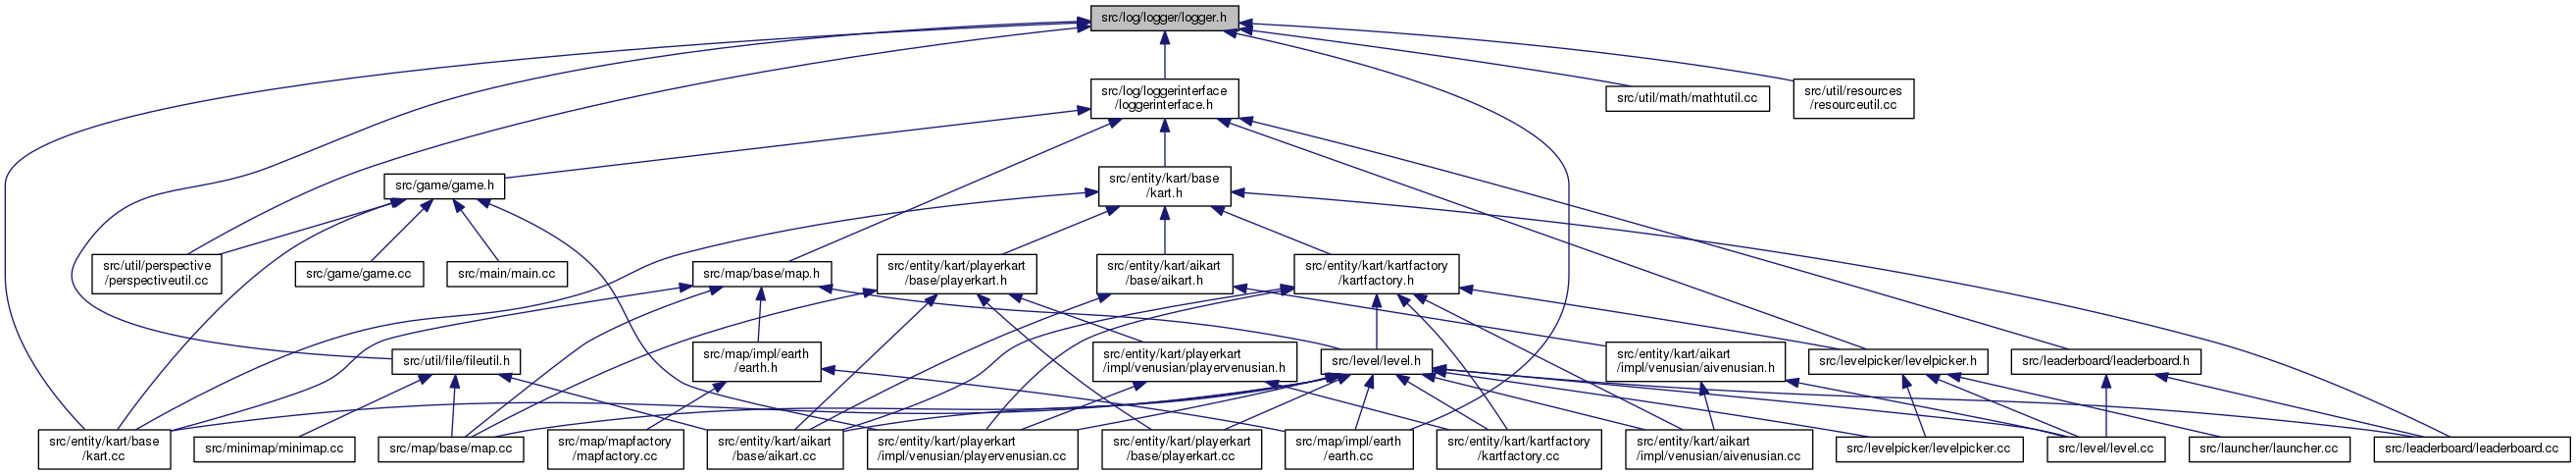 src/log/logger/logger.h
src/log/loggerinterface
/loggerinterface.h
src/util/math/mathtutil.cc
src/util/resources
/resourceutil.cc
src/game/game.h
src/entity/kart/base
/kart.h
src/util/perspective
/perspectiveutil.cc
src/game/game.cc
src/main/main.cc
src/map/base/map.h
src/entity/kart/playerkart
/base/playerkart.h
src/entity/kart/aikart
/base/aikart.h
src/entity/kart/kartfactory
/kartfactory.h
src/util/file/fileutil.h
src/map/impl/earth
/earth.h
src/entity/kart/playerkart
/impl/venusian/playervenusian.h
src/level/level.h
src/entity/kart/aikart
/impl/venusian/aivenusian.h
src/levelpicker/levelpicker.h
src/leaderboard/leaderboard.h
src/entity/kart/base
/kart.cc
src/minimap/minimap.cc
src/map/base/map.cc
src/map/mapfactory
/mapfactory.cc
src/entity/kart/aikart
/base/aikart.cc
src/entity/kart/playerkart
/impl/venusian/playervenusian.cc
src/entity/kart/playerkart
/base/playerkart.cc
src/map/impl/earth
/earth.cc
src/entity/kart/kartfactory
/kartfactory.cc
src/entity/kart/aikart
/impl/venusian/aivenusian.cc
src/levelpicker/levelpicker.cc
src/level/level.cc
src/launcher/launcher.cc
src/leaderboard/leaderboard.cc